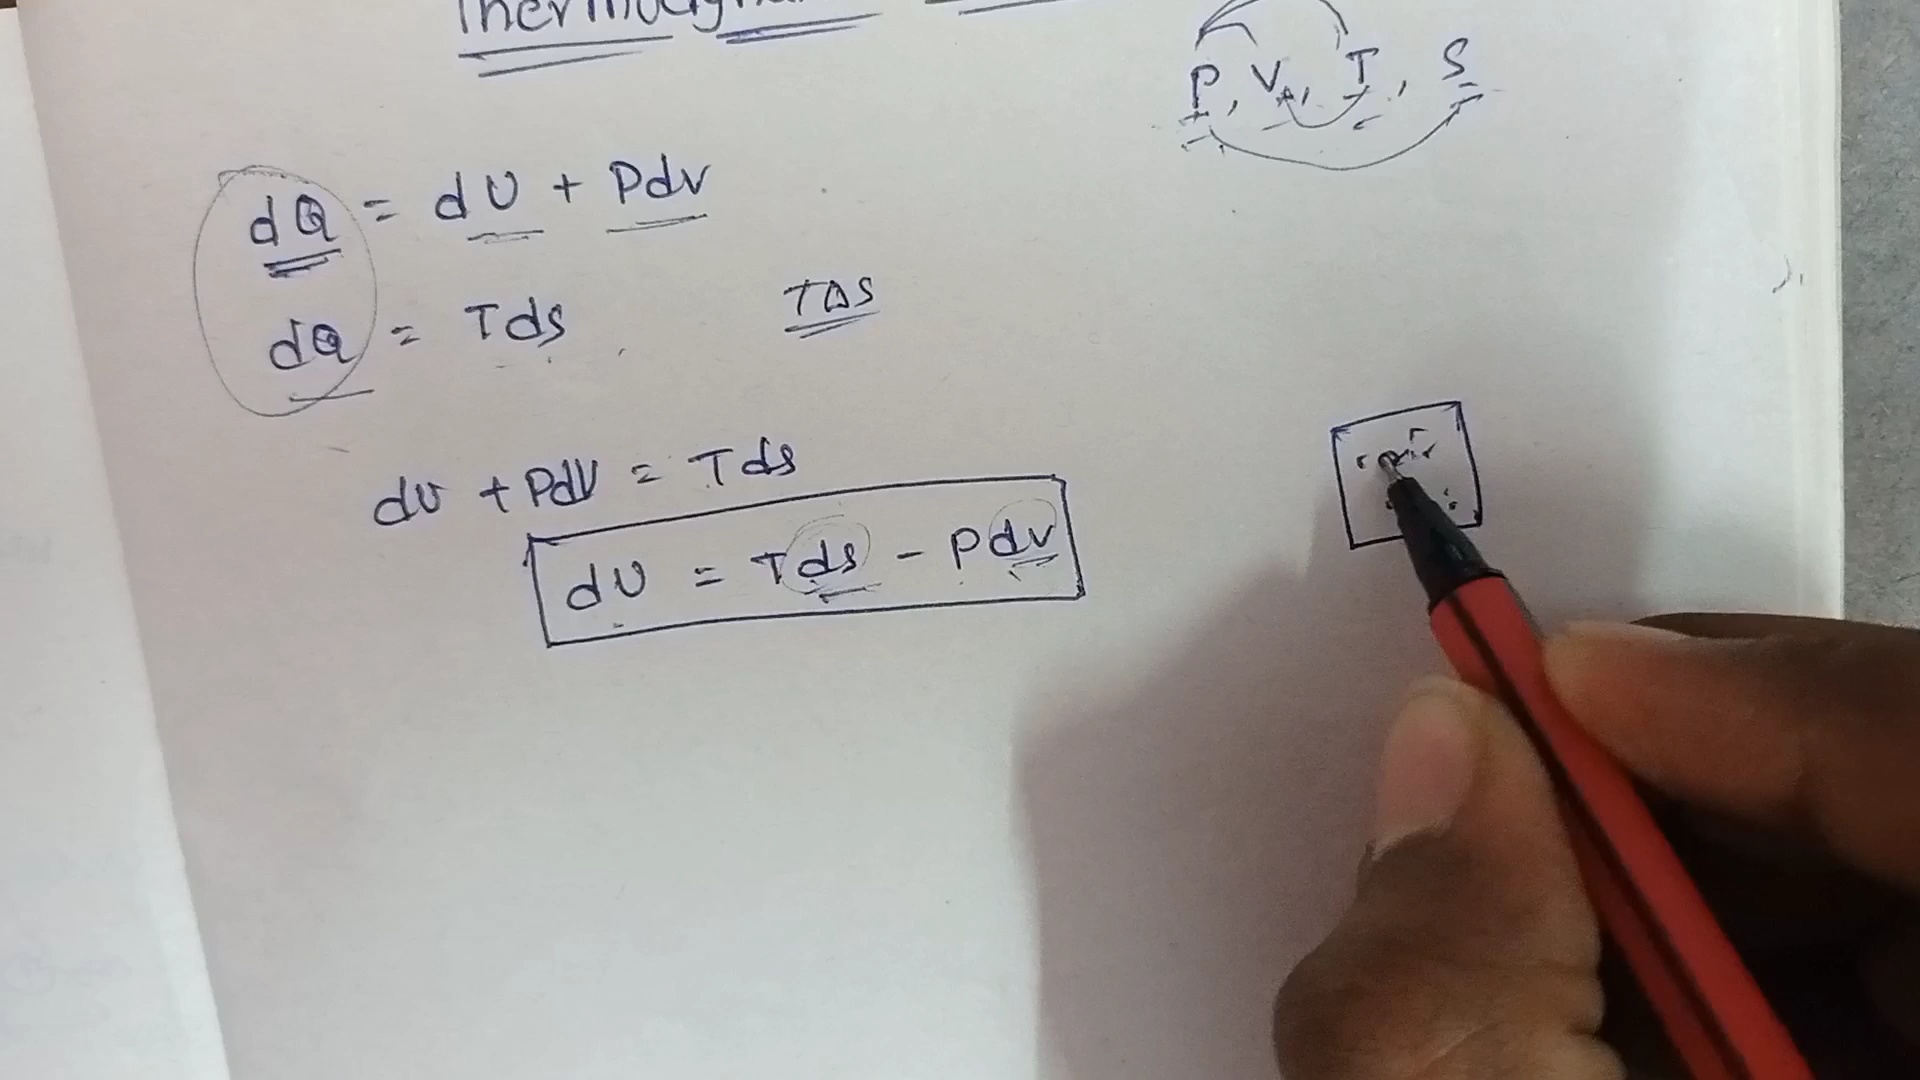 P, V, T, S
dQ = dU + Pdv
dQ = Tds TΔS
dU + PdV = Tds
dU = Tds - Pdv